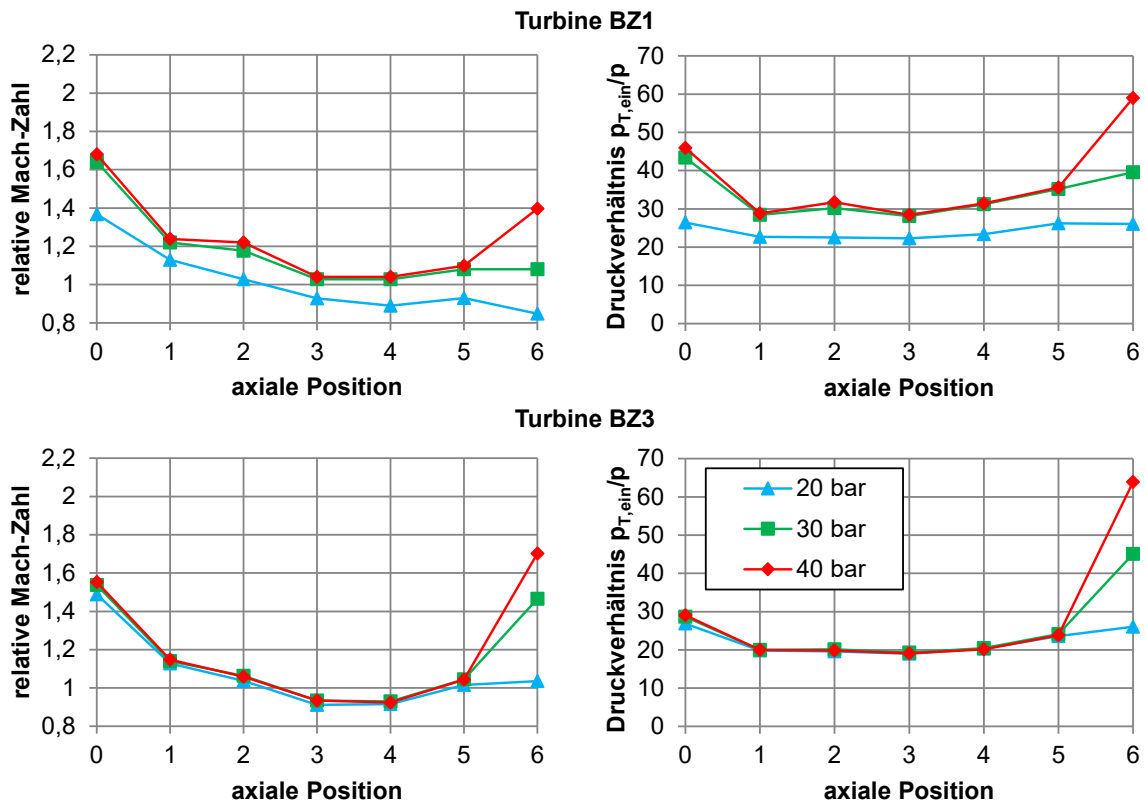 Turbine BZ1
relative Mach-Zahl
2,2
2
1,8
1,6
1,4
1,2
1
0,8
0 1 2 3 4 5 6
axiale Position
Druckverhältnis pT,ein/p
70
60
50
40
30
20
10
0
0 1 2 3 4 5 6
axiale Position
Turbine BZ3
relative Mach-Zahl
2,2
2
1,8
1,6
1,4
1,2
1
0,8
0 1 2 3 4 5 6
axiale Position
Druckverhältnis pT,ein/p
70
60
50
40
30
20
10
0
20 bar
30 bar
40 bar
0 1 2 3 4 5 6
axiale Position